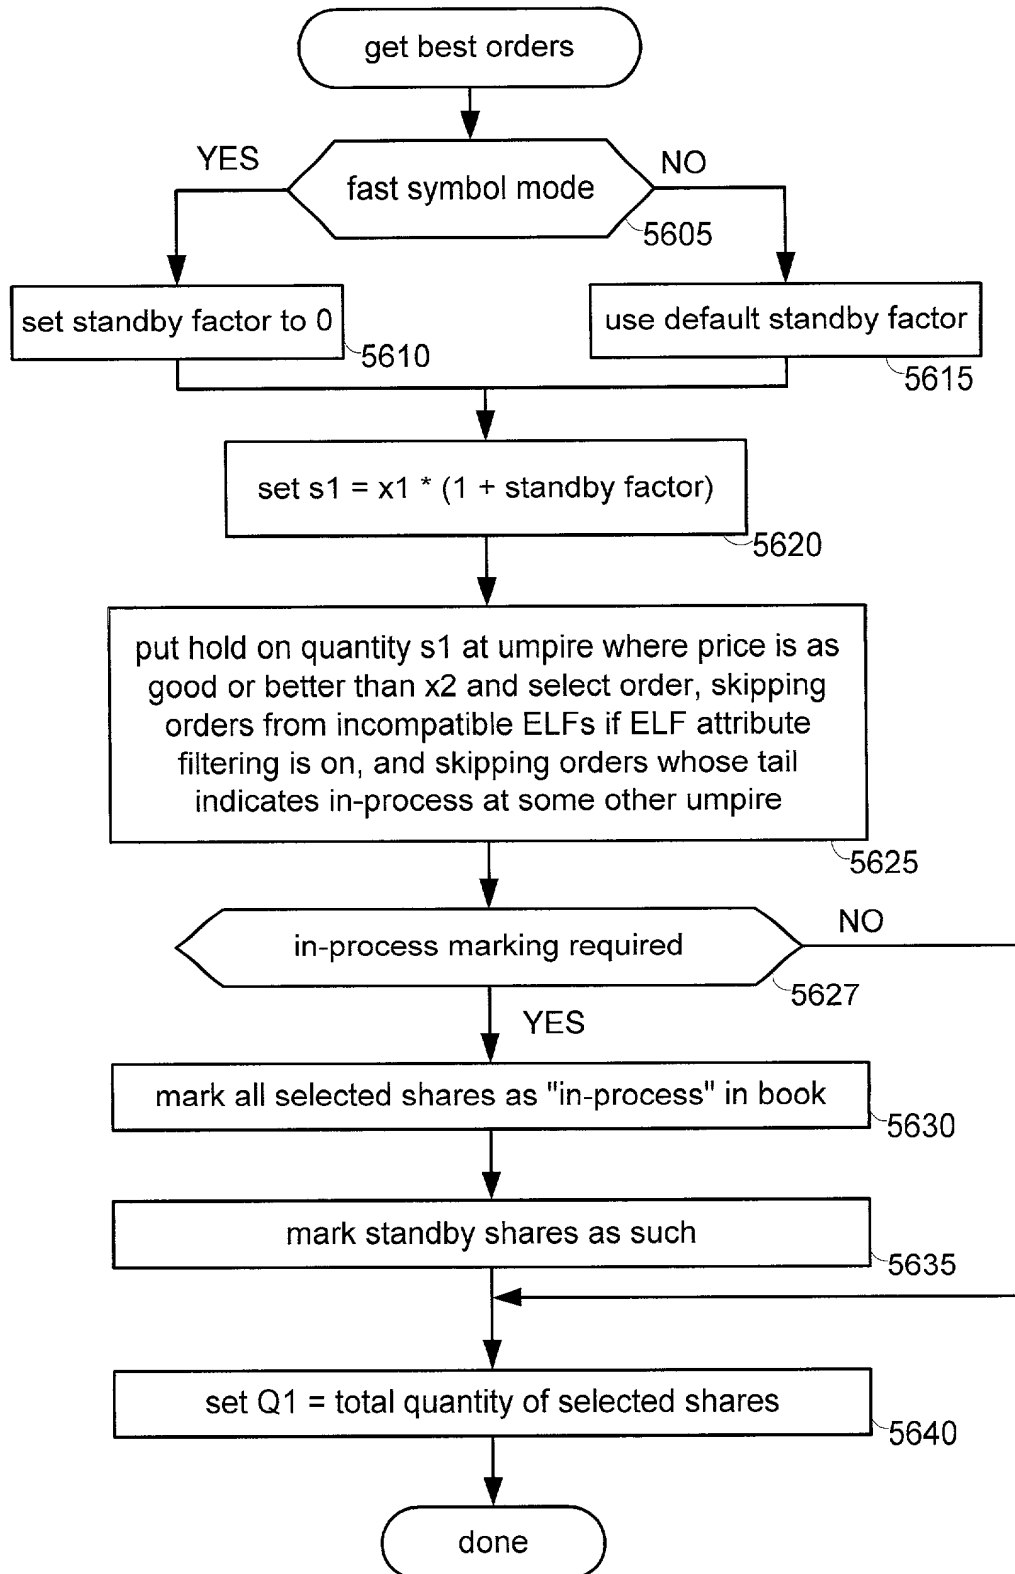 get best orders
YES
NO
fast symbol mode
5605
set standby factor to 0
5610
use default standby factor
5615
set s1 = x1 * (1 + standby factor)
5620
put hold on quantity s1 at umpire where price is as
good or better than x2 and select order, skipping
orders from incompatible ELFs if ELF attribute
filtering is on, and skipping orders whose tail
indicates in-process at some other umpire
5625
NO
in-process marking required
5627
YES
mark all selected shares as "in-process" in book
5630
mark standby shares as such
5635
set Q1 = total quantity of selected shares
5640
done